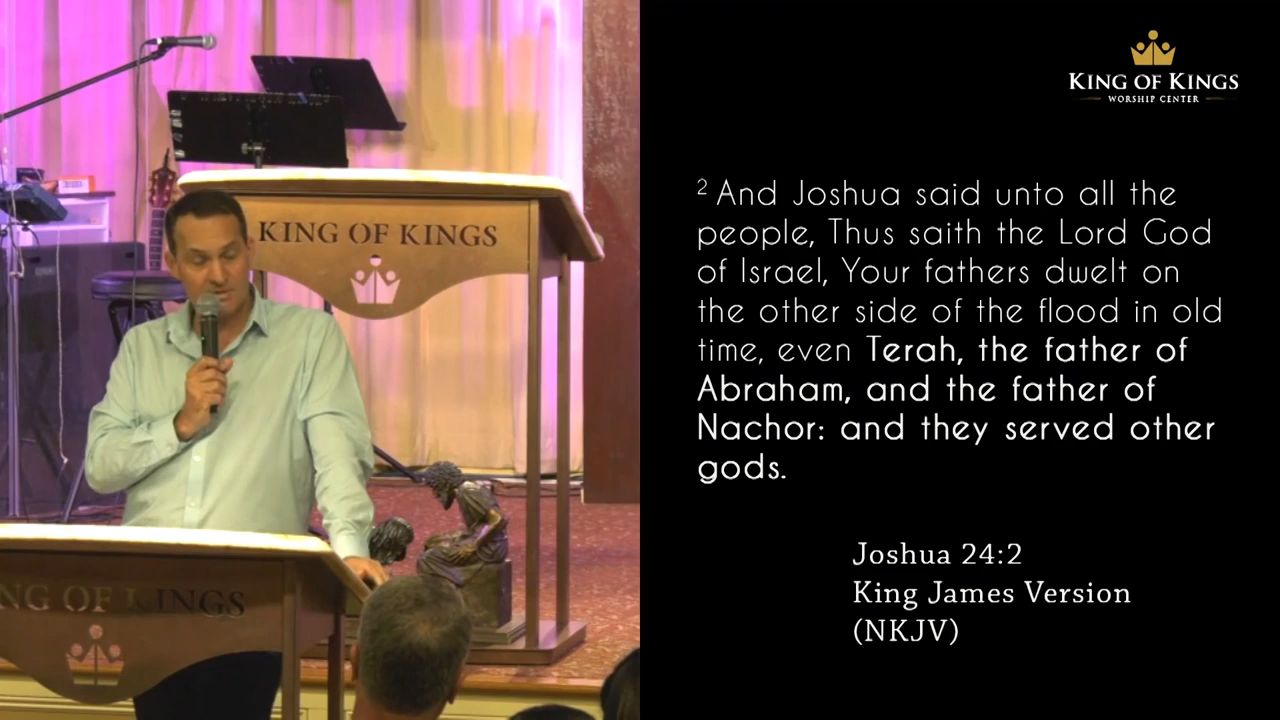 KING OF KINGS
NG OF KINGS
KING OF KINGS
WORSHIP CENTER
2 And Joshua said unto all the
people, Thus saith the Lord God
of Israel, Your fathers dwelt on
the other side of the flood in old
time, even Terah, the father of
Abraham, and the father of
Nachor: and they served other
gods.
Joshua 24:2
King James Version
(NKJV)